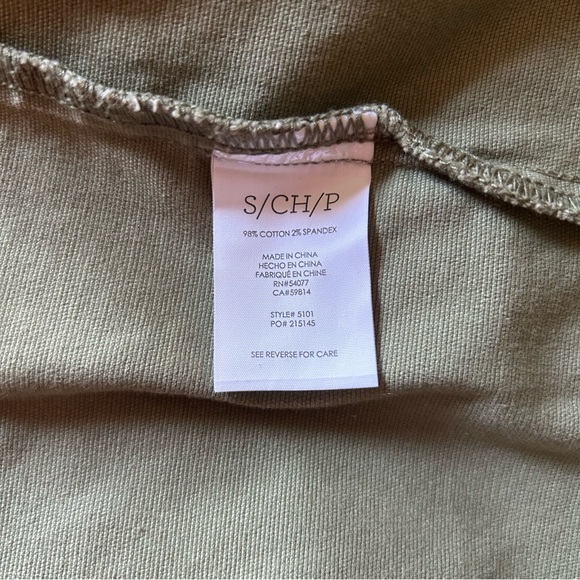 S/CH/P
98% COTTON 2% SPANDEX
MADE IN CHINA
HECHO EN CHINA
FABRIQUÉ EN CHINE
RN#54077
CA#59814
STYLE# 5101
PO# 215145
SEE REVERSE FOR CARE